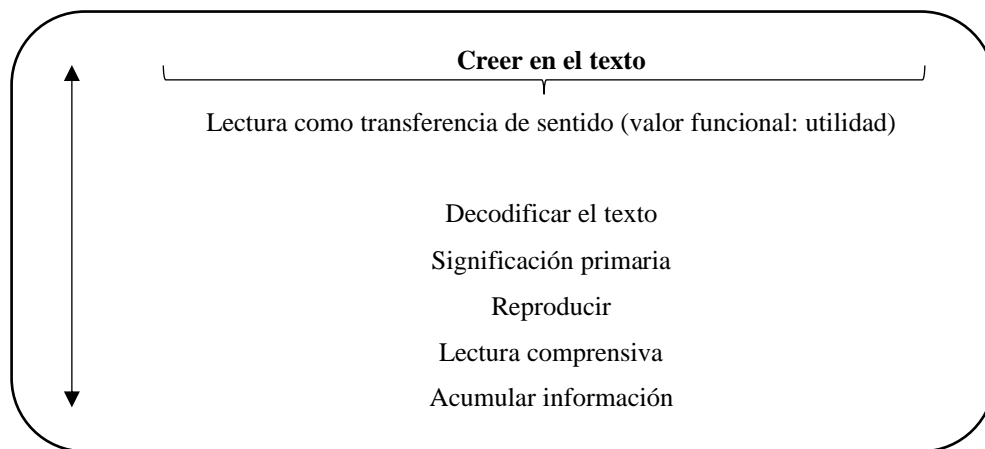 Creer en el texto
Lectura como transferencia de sentido (valor funcional: utilidad)
Decodificar el texto
Significación primaria
Reproducir
Lectura comprensiva
Acumular información